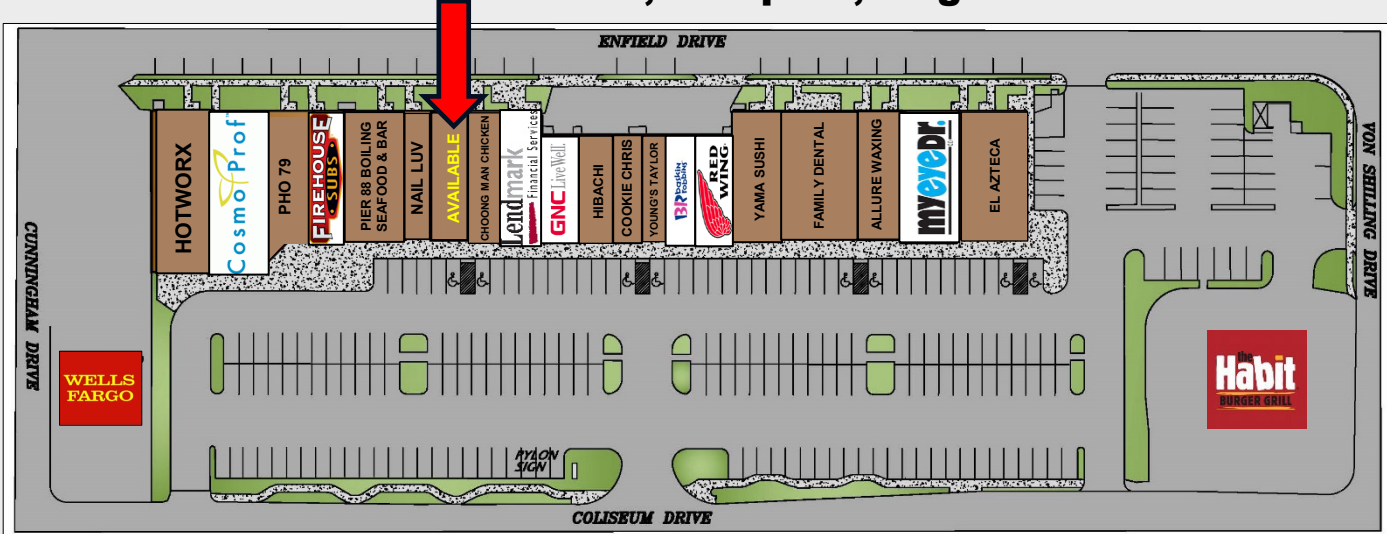 ENFIELD DRIVE
CUNNINGHAM DRIVE
HOTWORX
CosmoProf
PHO 79
FIREHOUSE
SUBS
PIER 88 BOILING
SEAFOOD & BAR
NAIL LUV
AVAILABLE
CHOONG MAN CHICKEN
Lendmark
Financial Services
GNC LiveWell
HIBACHI
COOKIE CHRIS
YOUNG'S TAYLOR
BR baskin robbins
RED
WING
YAMA SUSHI
FAMILY DENTAL
ALLURE WAXING
myeyeDr.
EL AZTECA
VON SHILLING DRIVE
WELLS
FARGO
the
Habit
BURGER GRILL
PYLON
SIGN
COLISEUM DRIVE